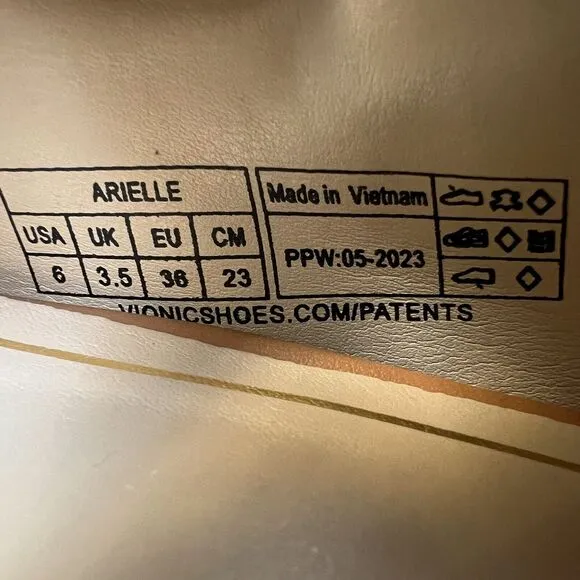 ARIELLE
USA UK EU CM
6 3.5 36 23
Made in Vietnam
PPW:05-2023
VIONICSHOES.COM/PATENTS